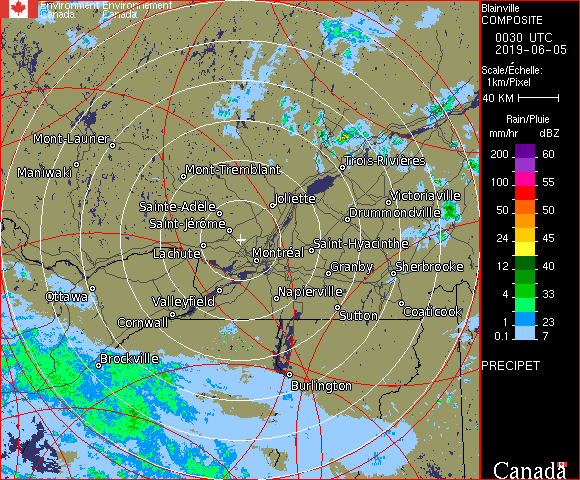 Environment Environnement
Canada Canada
Blainville
COMPOSITE
0030 UTC
2019-06-05
Scale/Échelle:
1km/Pixel
40 KM
Rain/Pluie
mm/hr dBZ
200 60
100 55
50 50
24 45
12 40
4 33
1 23
0.1 7
PRECIPET
Canada
Mont-Laurier
Maniwaki
Mont-Tremblant
Trois-Rivières
Sainte-Adèle
Joliette
Victoriaville
Saint-Jérôme
Drummondville
Lachute
Montréal
Saint-Hyacinthe
Granby
Sherbrooke
Ottawa
Valleyfield
Napierville
Cornwall
Sutton
Coaticook
Brockville
Burlington